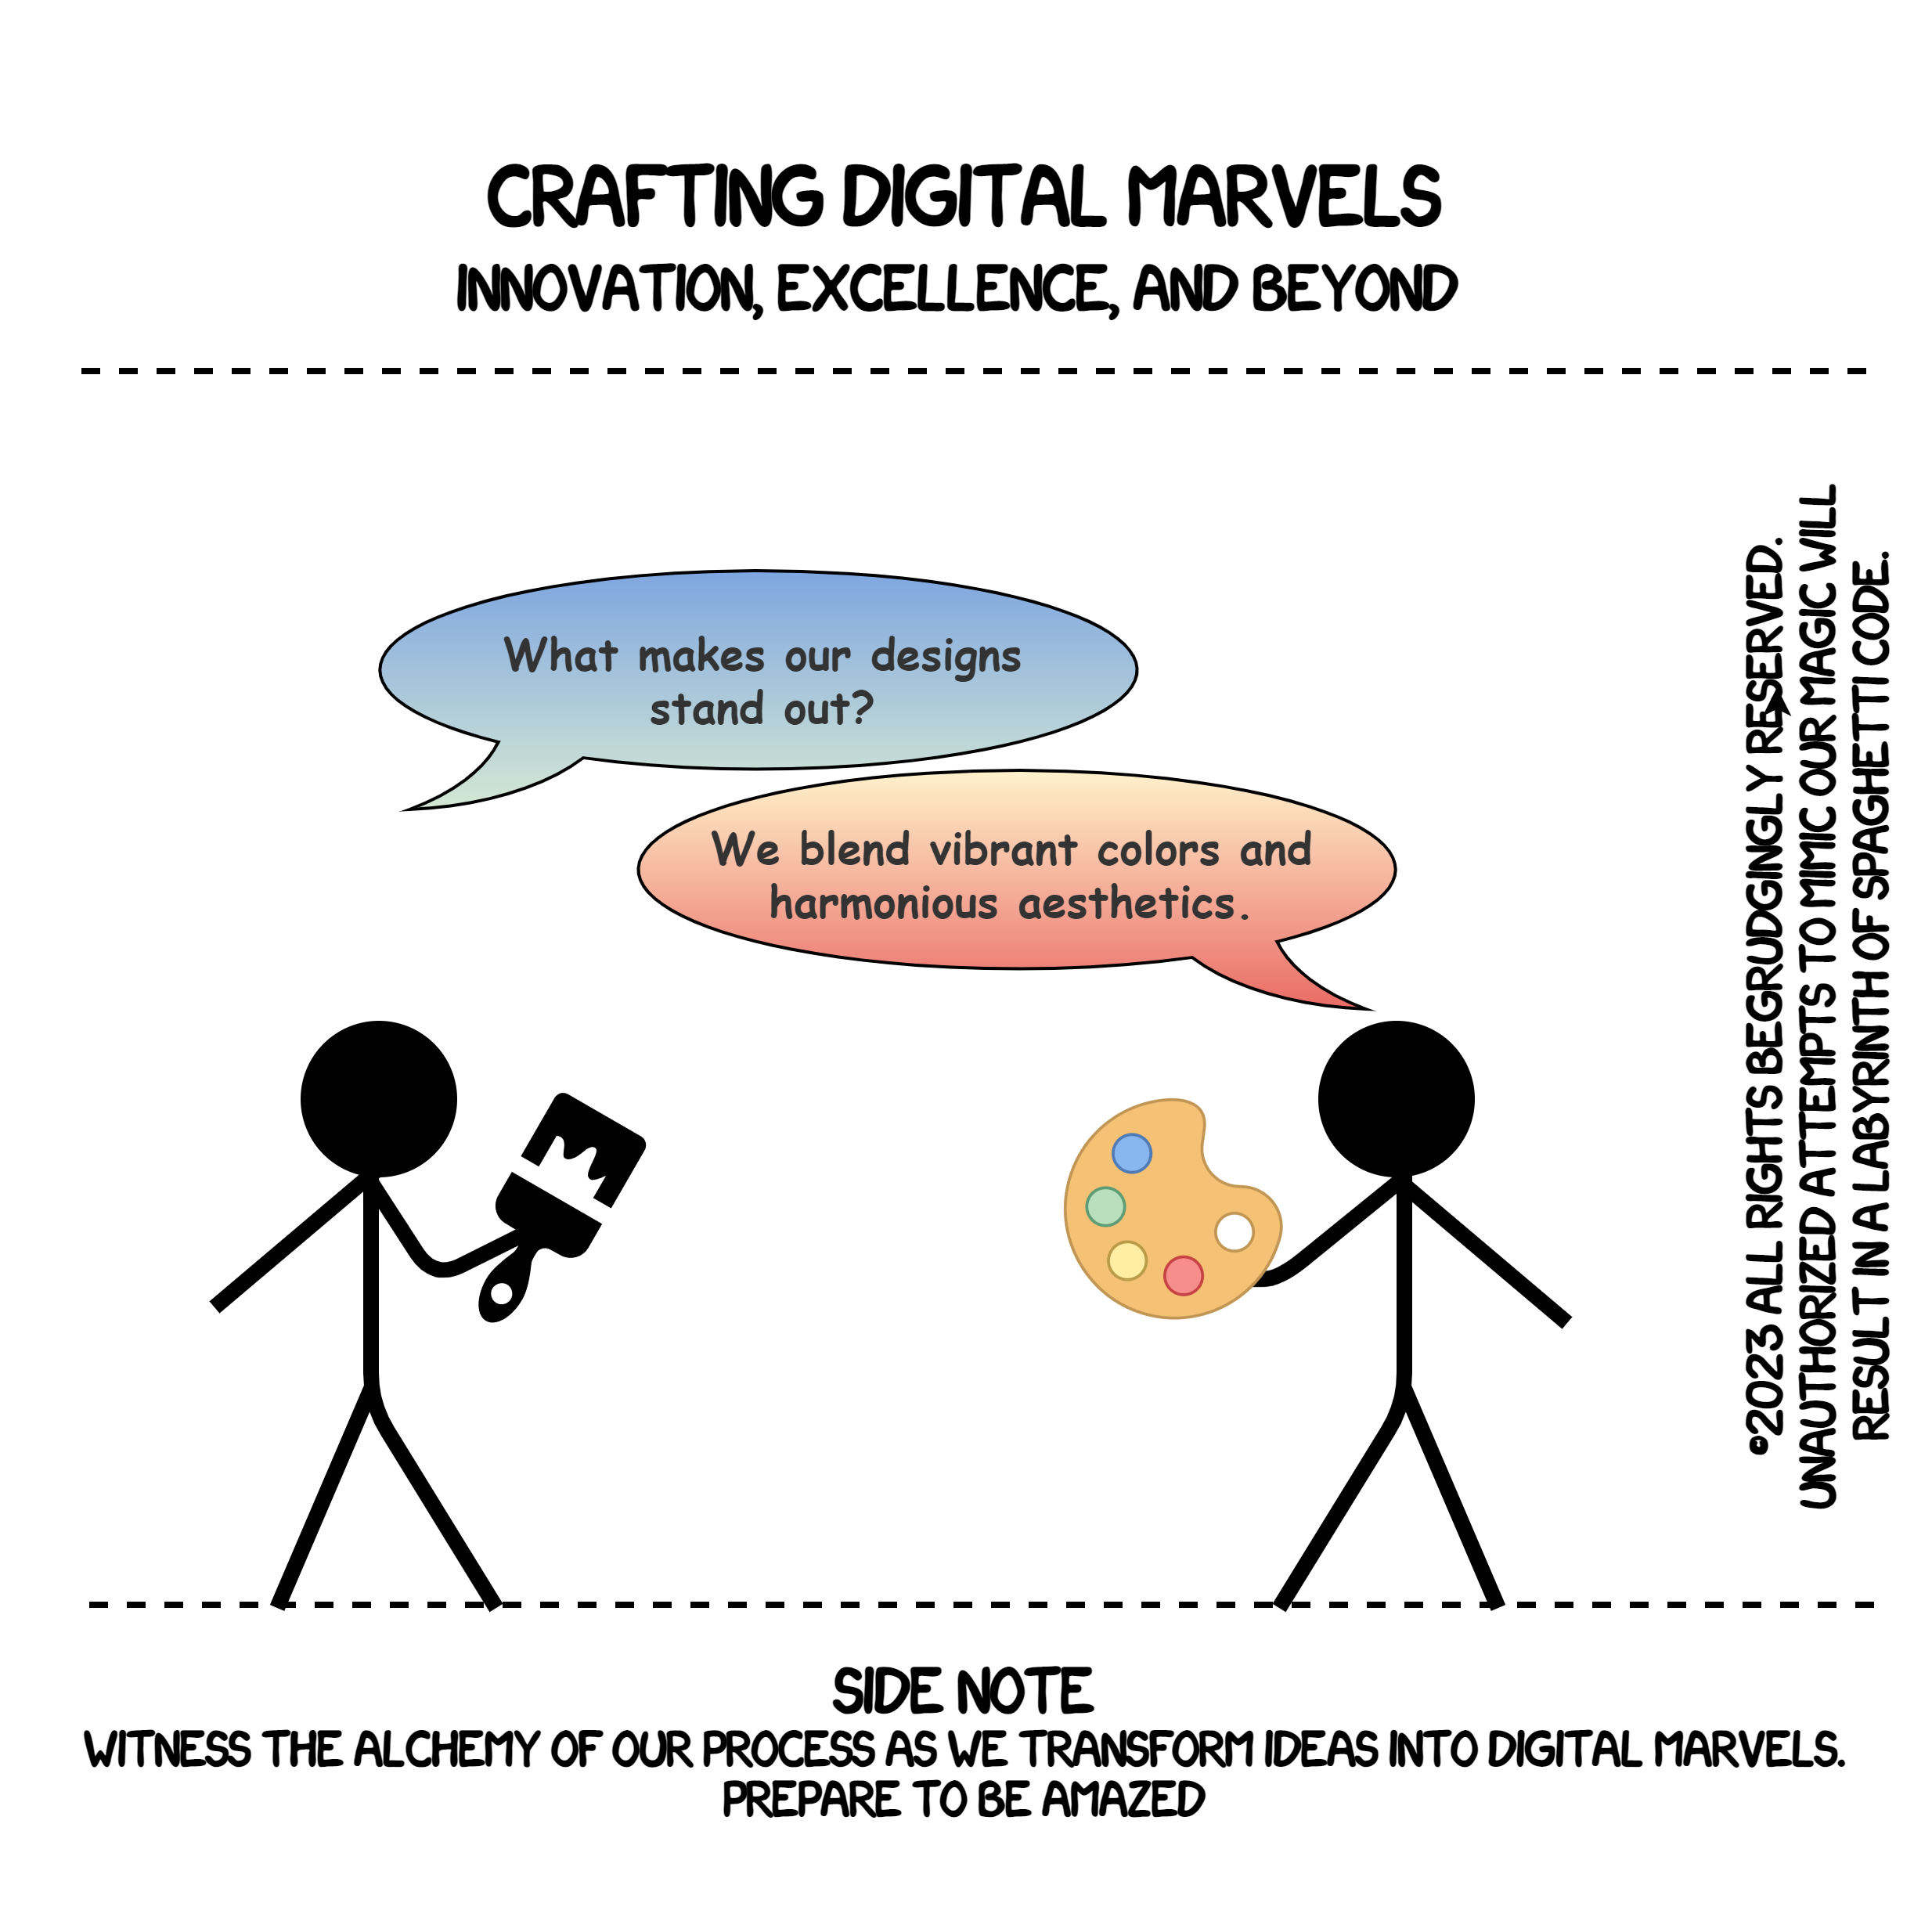 CRAFTING DIGITAL MARVELS
INNOVATION, EXCELLENCE, AND BEYOND
What makes our designs
stand out?
We blend vibrant colors and
harmonious aesthetics.
©2023 ALL RIGHTS BEGRUDGINGLY RESERVED.
UNAUTHORIZED ATTEMPTS TO MIMIC OUR MAGIC WILL
RESULT IN A LABYRINTH OF SPAGHETTI CODE.
SIDE NOTE
WITNESS THE ALCHEMY OF OUR PROCESS AS WE TRANSFORM IDEAS INTO DIGITAL MARVELS.
PREPARE TO BE AMAZED